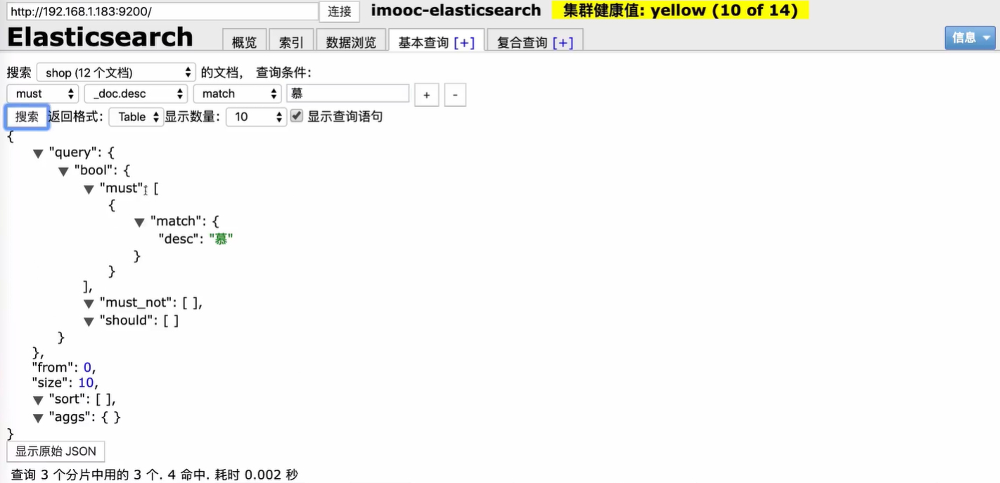 http://192.168.1.183:9200/ 连接 imooc-elasticsearch 集群健康值: yellow (10 of 14)
Elasticsearch 概览 索引 数据浏览 基本查询 [+] 复合查询 [+] 信息
搜索 shop (12 个文档) 的文档, 查询条件:
must _doc.desc match 慕 + -
搜索 返回格式: Table 显示数量: 10 显示查询语句
{
"query": {
"bool": {
"must": [
{
"match": {
"desc": "慕"
}
}
],
"must_not": [ ],
"should": [ ]
}
},
"from": 0,
"size": 10,
"sort": [ ],
"aggs": { }
}
显示原始 JSON
查询 3 个分片中用的 3 个. 4 命中. 耗时 0.002 秒